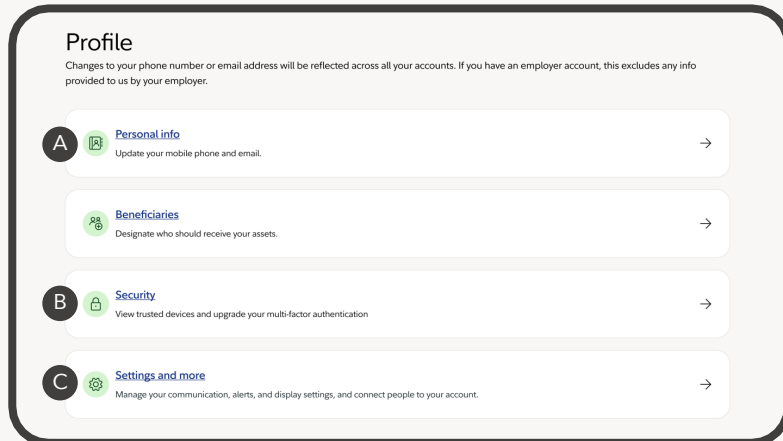 Profile
Changes to your phone number or email address will be reflected across all your accounts. If you have an employer account, this excludes any info
provided to us by your employer.
A
Personal info
Update your mobile phone and email.
Beneficiaries
Designate who should receive your assets.
B
Security
View trusted devices and upgrade your multi-factor authentication
C
Settings and more
Manage your communication, alerts, and display settings, and connect people to your account.